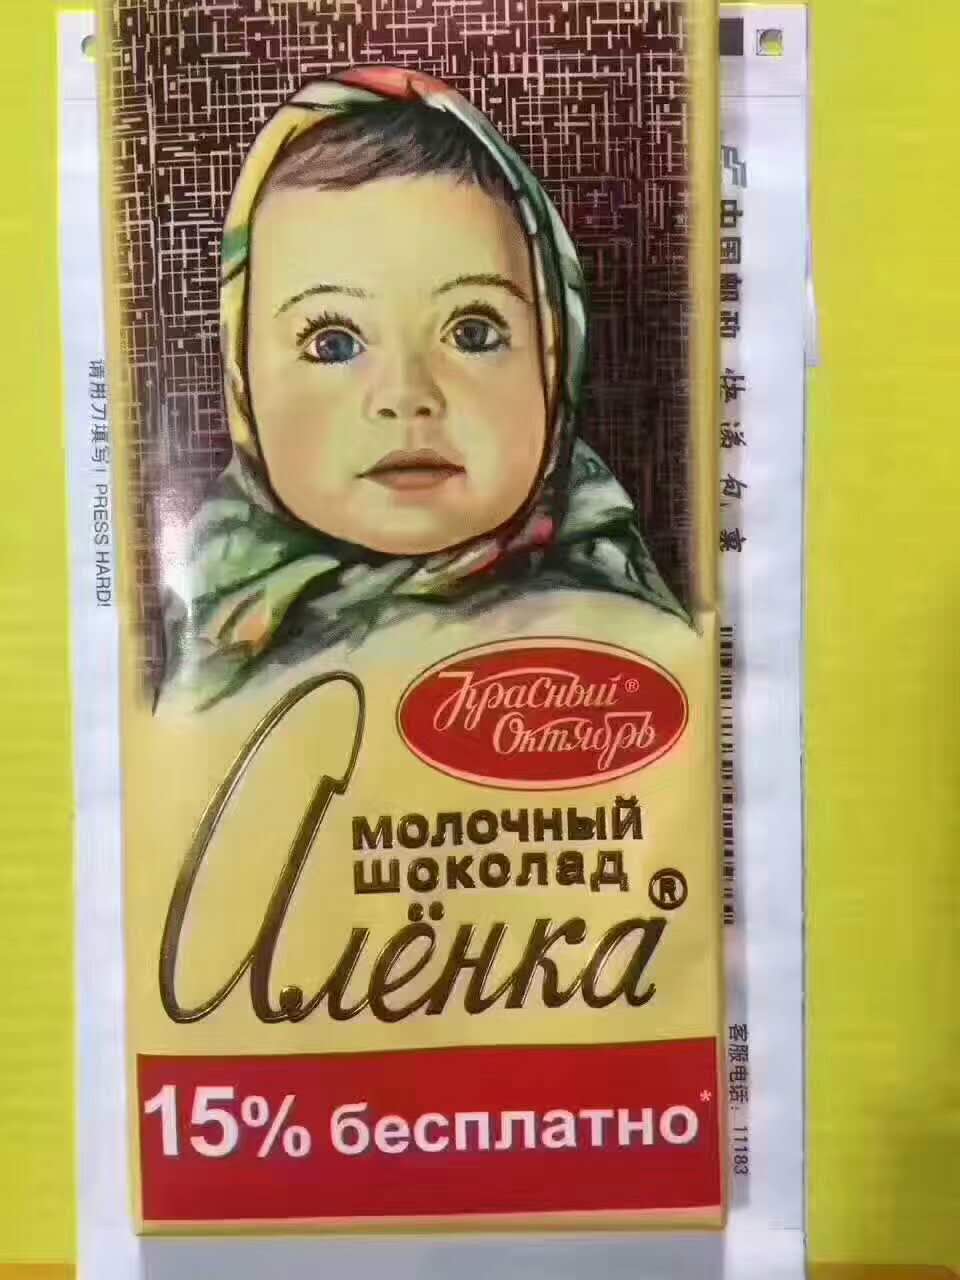 Красный®
Октябрь
МОЛОЧНЫЙ
ШОКОЛАД
Алёнка®
15% бесплатно*
请用力填写! PRESS HARD!
中国邮政 快递包裹
客服电话: 11183